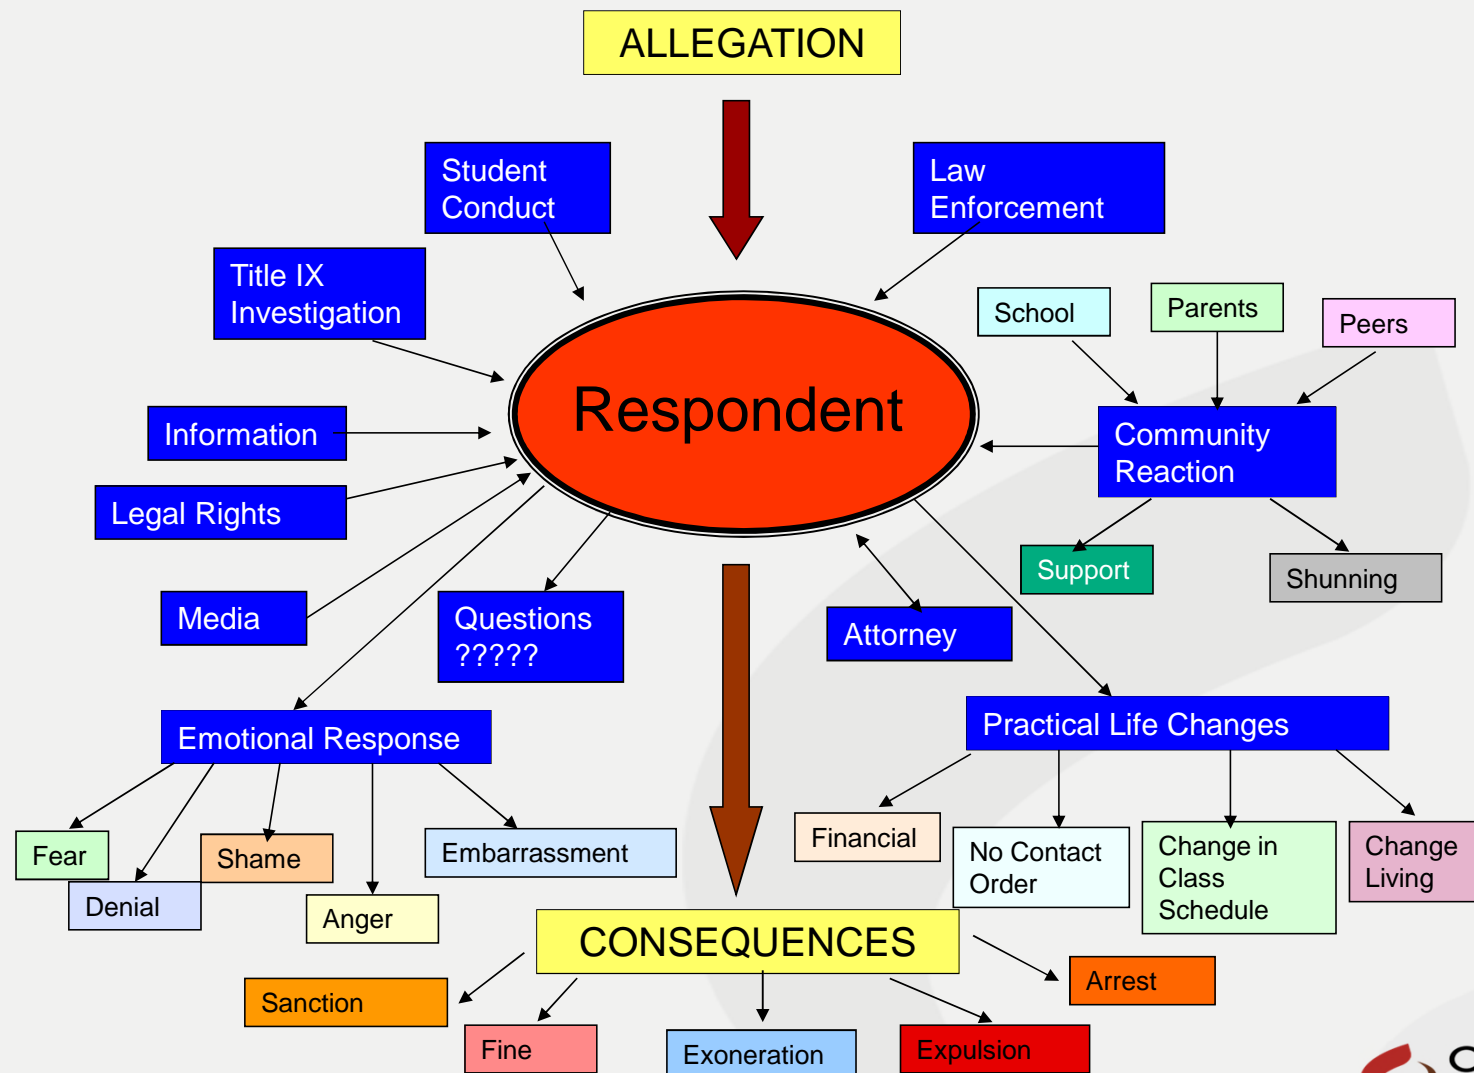 ALLEGATION
Student
Conduct
Law
Enforcement
Title IX
Investigation
School
Parents
Peers
Respondent
Information
Community
Reaction
Legal Rights
Support
Shunning
Media
Questions
?????
Attorney
Emotional Response
Practical Life Changes
Fear
Shame
Embarrassment
Denial
Anger
Financial
No Contact
Order
Change in
Class
Schedule
Change
Living
CONSEQUENCES
Sanction
Arrest
Fine
Exoneration
Expulsion